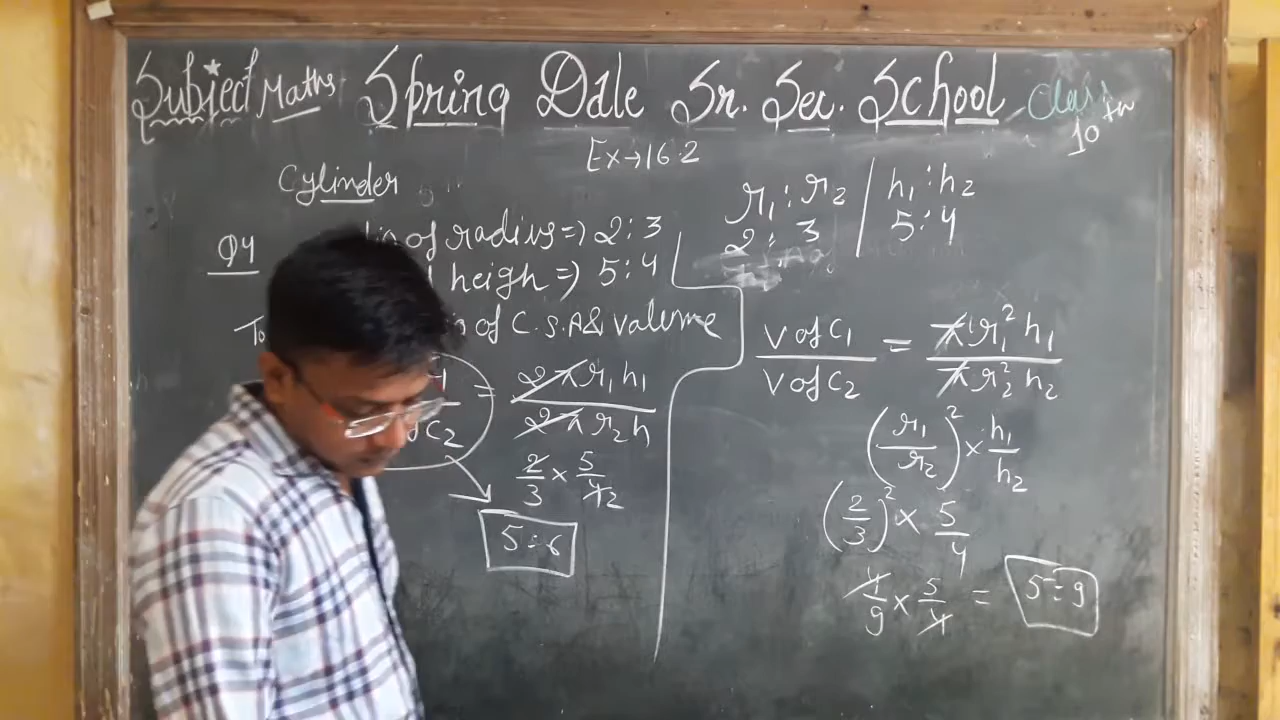 Subject Maths Spring Dale Sr. Sec. School Class 10th
Ex→16.2
Cylinder
Q4 of radius => 2:3
heigh => 5:4
To of C.S.A & Valume
C2 = 2πr1h1 / 2πr2h
2/3 × 5/4 2
5:6
r1:r2 | h1:h2
2:3 | 5:4
V of C1 / V of C2 = πr1²h1 / πr2²h2
(r1/r2)² × h1/h2
(2/3)² × 5/4
4/9 × 5/4 = 5:9